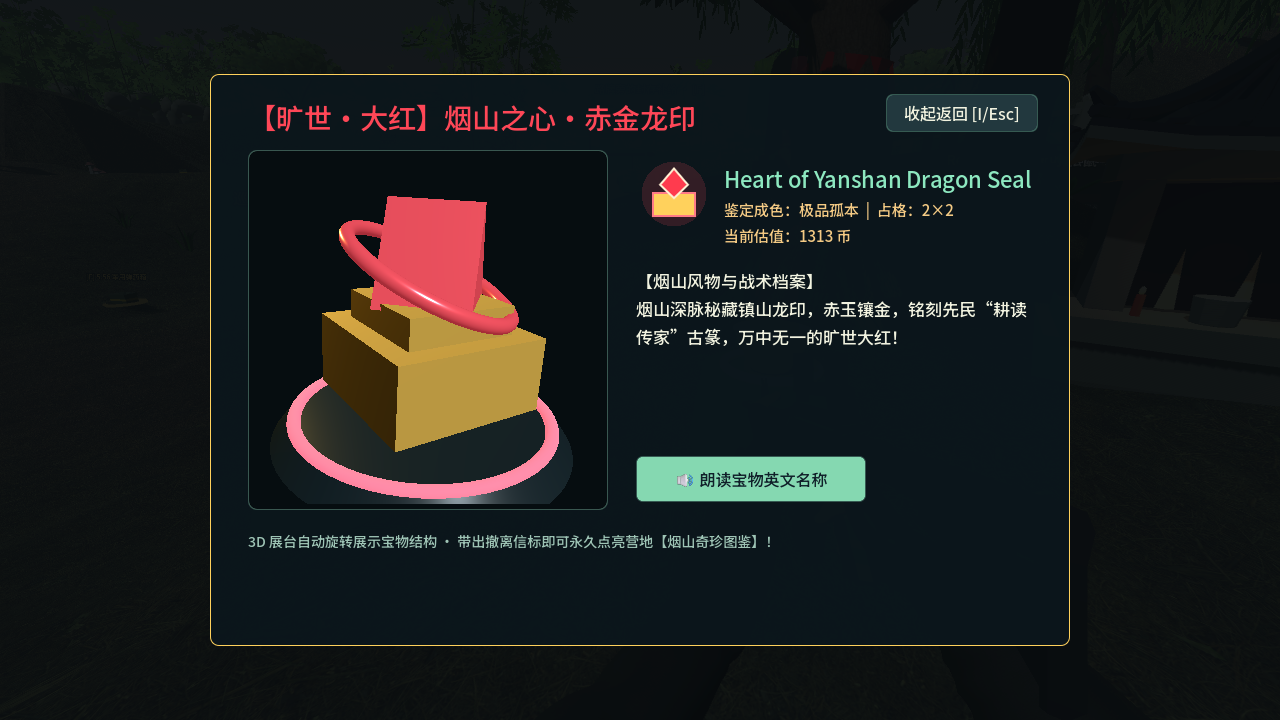 【旷世·大红】烟山之心·赤金龙印
收起返回 [I/Esc]
Heart of Yanshan Dragon Seal
鉴定成色：极品孤本 | 占格：2×2
当前估值：1313 币
【烟山风物与战术档案】
烟山深脉秘藏镇山龙印，赤玉镶金，铭刻先民“耕读
传家”古篆，万中无一的旷世大红！
朗读宝物英文名称
3D 展台自动旋转展示宝物结构 · 带出撤离信标即可永久点亮营地【烟山奇珍图鉴】！